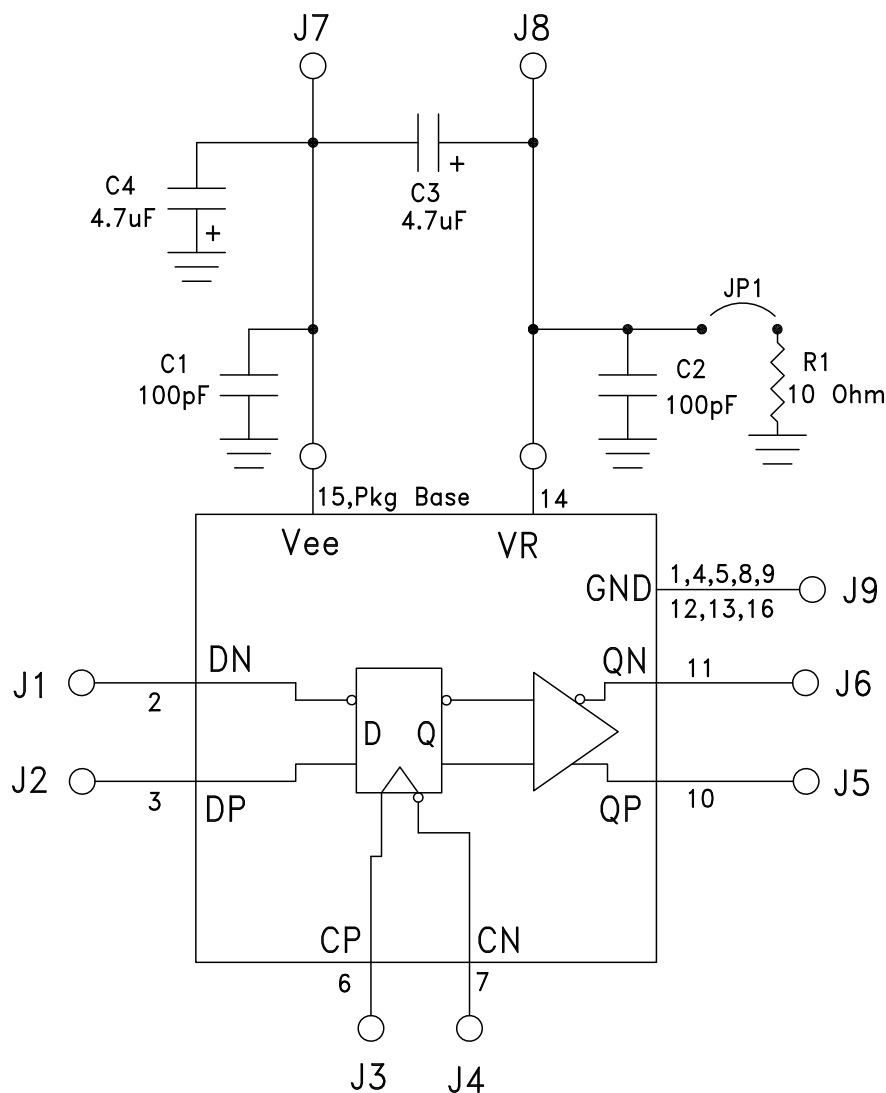 J7
J8
C4
4.7uF
+
+
C3
4.7uF
JP1
C1
100pF
C2
100pF
R1
10 Ohm
15,Pkg Base
14
Vee
VR
GND
1,4,5,8,9
12,13,16
J9
J1
2
DN
QN
11
J6
D
Q
J2
3
DP
QP
10
J5
CP
CN
6
7
J3
J4